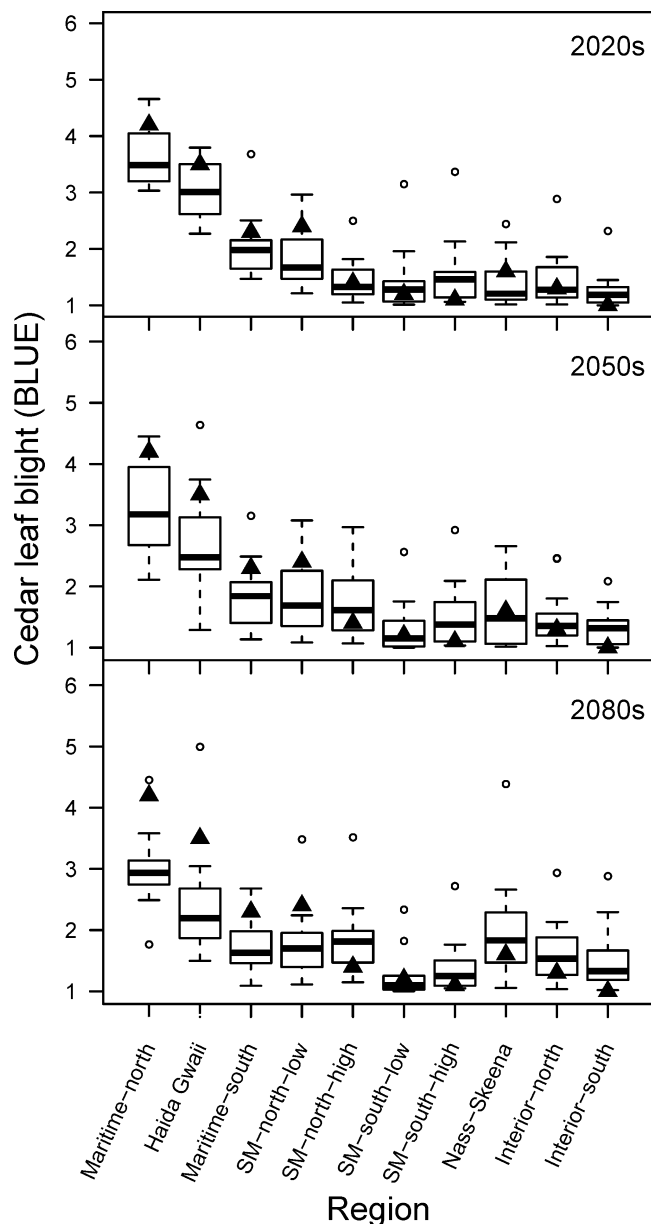 Cedar leaf blight (BLUE)
2020s
6
5
4
3
2
1
2050s
6
5
4
3
2
1
2080s
6
5
4
3
2
1
Maritime−north
Haida Gwaii
Maritime−south
SM−north−low
SM−north−high
SM−south−low
SM−south−high
Nass−Skeena
Interior−north
Interior−south
Region